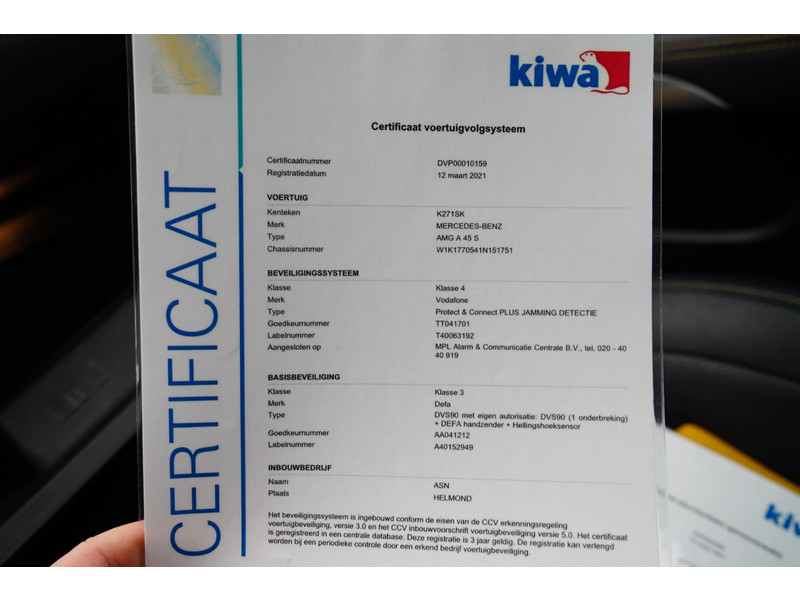 kiwa
Certificaat voertuigvolgsysteem
CERTIFICAAT
Certificaatnummer DVP00010159
Registratiedatum 12 maart 2021
VOERTUIG
Kenteken K271SK
Merk MERCEDES-BENZ
Type AMG A 45 S
Chassisnummer W1K1770541N151751
BEVEILIGINGSSYSTEEM
Klasse Klasse 4
Merk Vodafone
Type Protect & Connect PLUS JAMMING DETECTIE
Goedkeurnummer TT041701
Labelnummer T40063192
Aangesloten op MPL Alarm & Communicatie Centrale B.V., tel. 020 - 40
40 919
BASISBEVEILIGING
Klasse Klasse 3
Merk Defa
Type DVS90 met eigen autorisatie: DVS90 (1 onderbreking)
+ DEFA handzender + Hellingshoeksensor
Goedkeurnummer AA041212
Labelnummer A40152949
INBOUWBEDRIJF
Naam ASN
Plaats HELMOND
Het beveiligingssysteem is ingebouwd conform de eisen van de CCV erkenningsregeling
voertuigbeveiliging, versie 3.0 en het CCV inbouwvoorschrift voertuigbeveiliging versie 5.0. Het certificaat
is geregistreerd in een centrale database. Deze registratie is 3 jaar geldig. De registratie kan verlengd
worden bij een periodieke controle door een erkend bedrijf voertuigbeveiliging.